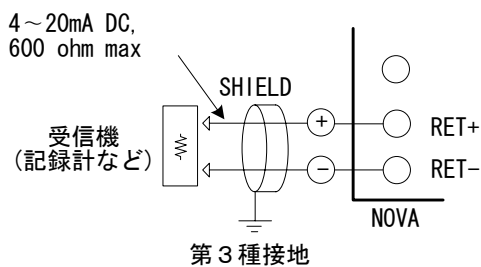 4～20mA DC,
600 ohm max
SHIELD
受信機
(記録計など)
+
RET+
−
RET−
NOVA
第３種接地